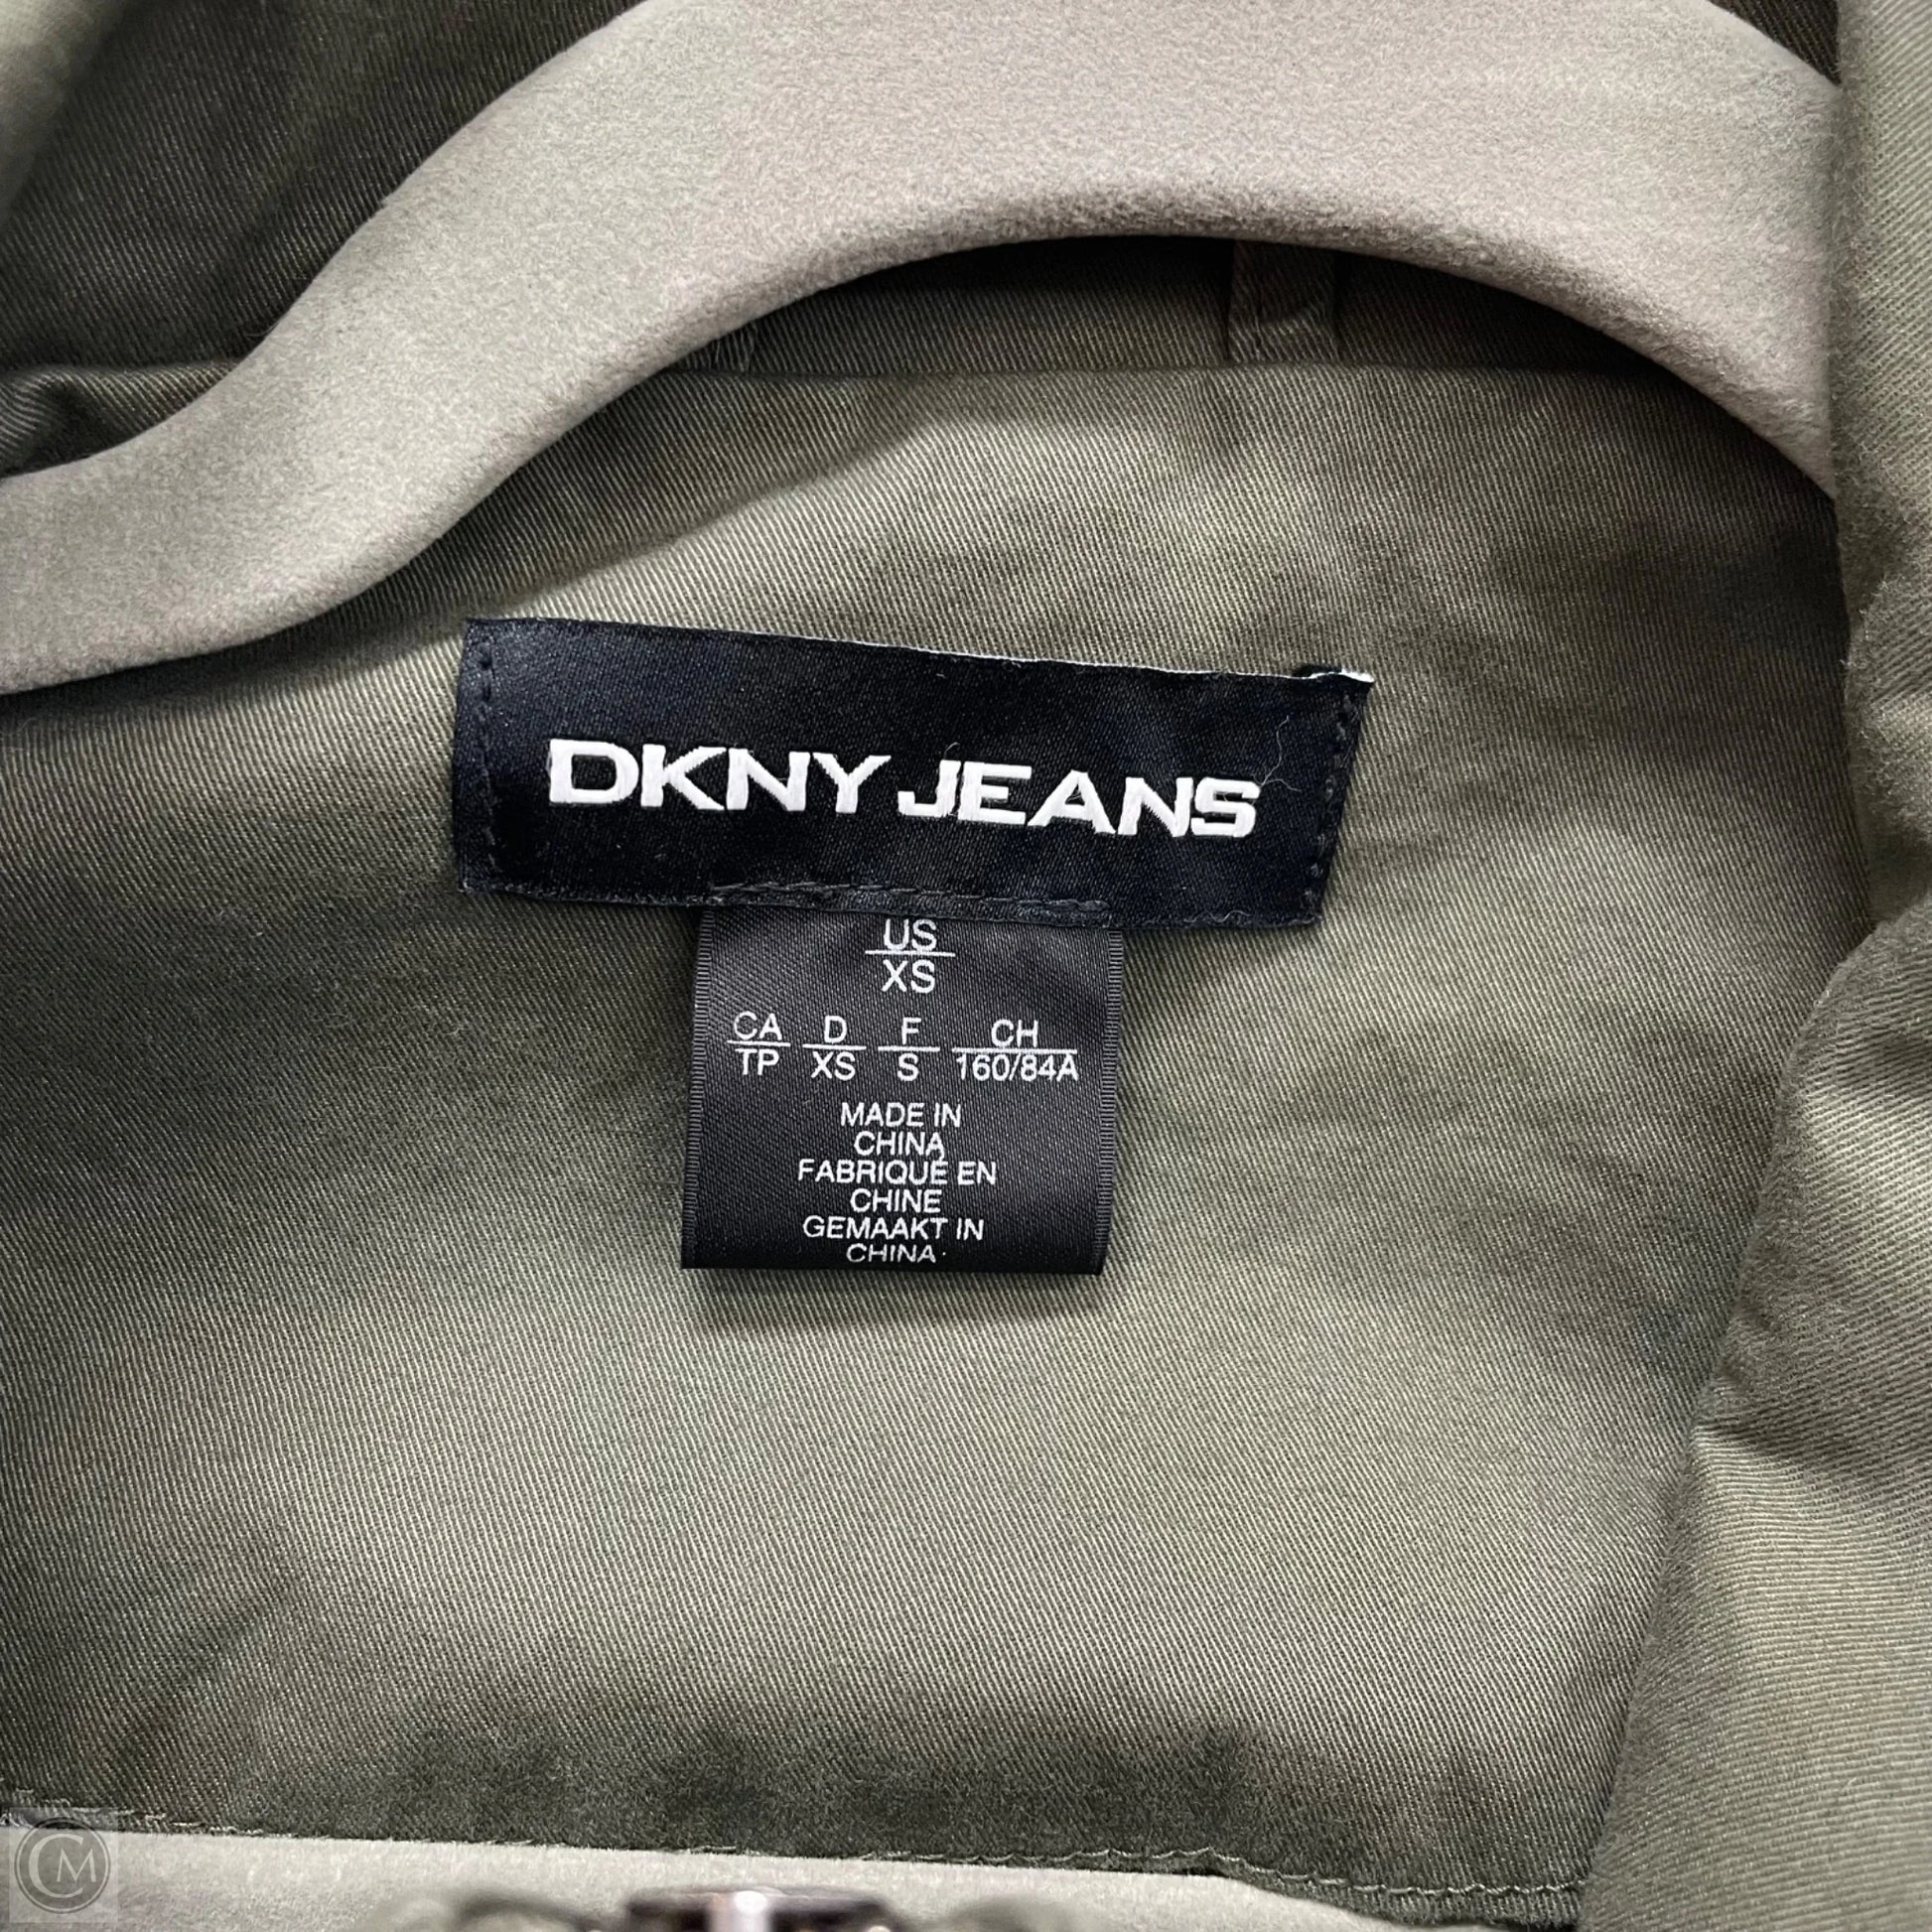 DKNY JEANS
US
XS
CA D F CH
TP XS S 160/84A
MADE IN
CHINA
FABRIQUÉ EN
CHINE
GEMAAKT IN
CHINA
CM